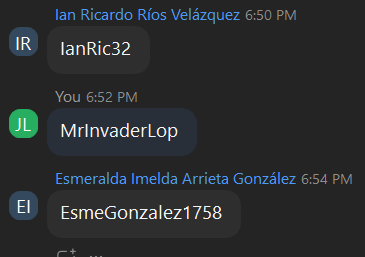 Ian Ricardo Ríos Velázquez 6:50 PM
IR
IanRic32
You 6:52 PM
JL
MrInvaderLop
Esmeralda Imelda Arrieta González 6:54 PM
EI
EsmeGonzalez1758